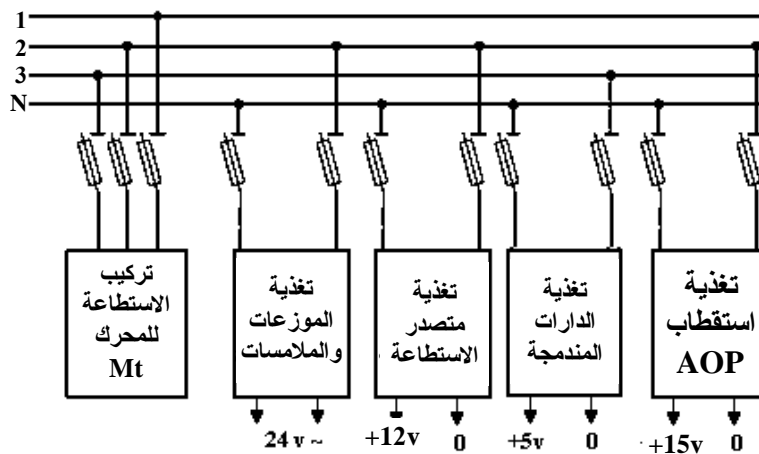 1
2
3
N
تركيب
الاستطاعة
للمحرك
Mt
تغذية
الموزعات
والملامسات
24 v ~
تغذية
متصدر
الاستطاعة
+12v 0
تغذية
الدارات
المندمجة
+5v 0
تغذية
استقطاب
AOP
+15v 0